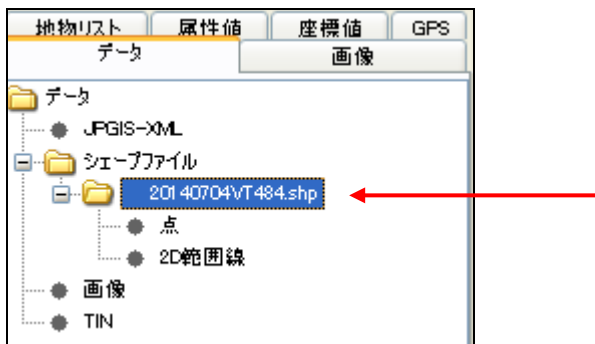 地物リスト 属性値 座標値 GPS
データ 画像
データ
JPGIS-XML
シェープファイル
20140704VT484.shp
点
2D範囲線
画像
TIN